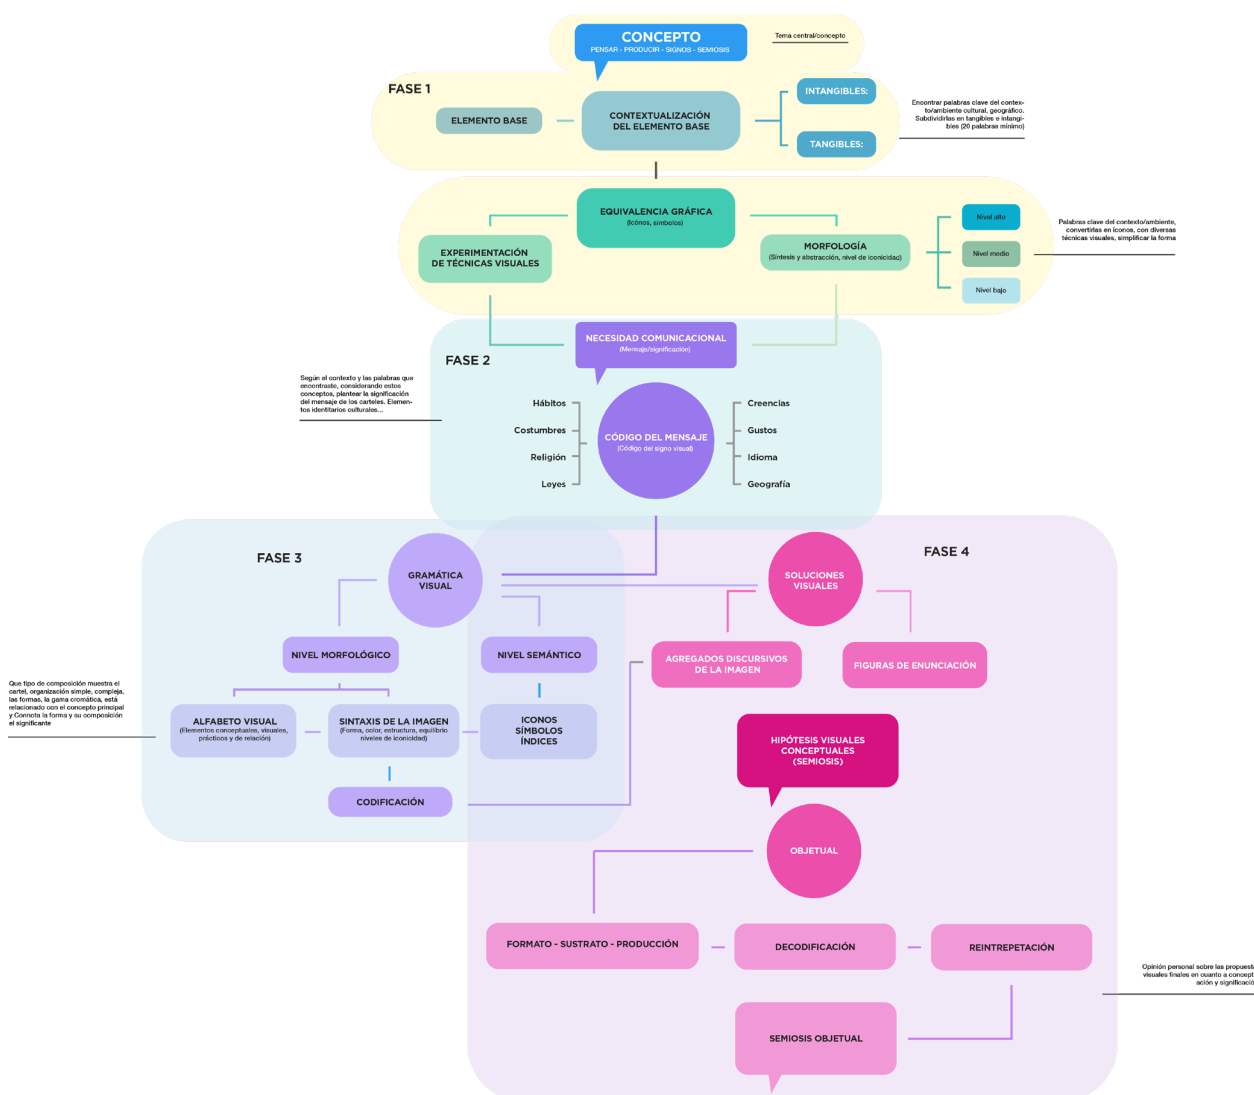 CONCEPTO
PENSAR - PRODUCIR - SIGNOS - SEMIOSIS
Tema central/concepto
FASE 1
ELEMENTO BASE
CONTEXTUALIZACIÓN
DEL ELEMENTO BASE
INTANGIBLES:
TANGIBLES:
Encontrar palabras clave del contex-
to/ambiente cultural, geográfico.
Subdividirlas en tangibles e intangi-
bles (20 palabras mínimo)
EQUIVALENCIA GRÁFICA
(Icónos, símbolos)
EXPERIMENTACIÓN
DE TÉCNICAS VISUALES
MORFOLOGÍA
(Síntesis y abstracción, nivel de iconicidad)
Nivel alto
Nivel medio
Nivel bajo
Palabras clave del contexto/ambiente,
convertirlas en íconos, con diversas
técnicas visuales, simplificar la forma
FASE 2
NECESIDAD COMUNICACIONAL
(Mensaje/significación)
Según el contexto y las palabras que
encontraste, considerando estos
conceptos, plantear la significación
del mensaje de los carteles. Elemen-
tos identitarios culturales...
Hábitos
Costumbres
Religión
Leyes
CÓDIGO DEL MENSAJE
(Código del signo visual)
Creencias
Gustos
Idioma
Geografía
FASE 3
GRAMÁTICA
VISUAL
NIVEL MORFOLÓGICO
NIVEL SEMÁNTICO
Que tipo de composición muestra el
cartel, organización simple, compleja,
las formas, la gama cromática, está
relacionado con el concepto principal
y Connota la forma y su composición
el significante
ALFABETO VISUAL
(Elementos conceptuales, visuales,
prácticos y de relación)
SINTAXIS DE LA IMAGEN
(Forma, color, estructura, equilibrio
niveles de iconicidad)
ICONOS
SÍMBOLOS
ÍNDICES
CODIFICACIÓN
FASE 4
SOLUCIONES
VISUALES
AGREGADOS DISCURSIVOS
DE LA IMAGEN
FIGURAS DE ENUNCIACIÓN
HIPÓTESIS VISUALES
CONCEPTUALES
(SEMIOSIS)
OBJETUAL
FORMATO - SUSTRATO - PRODUCCIÓN
DECODIFICACIÓN
REINTREPETACIÓN
Opinión personal sobre las propuest
visuales finales en cuanto a concept
ación y significació
SEMIOSIS OBJETUAL